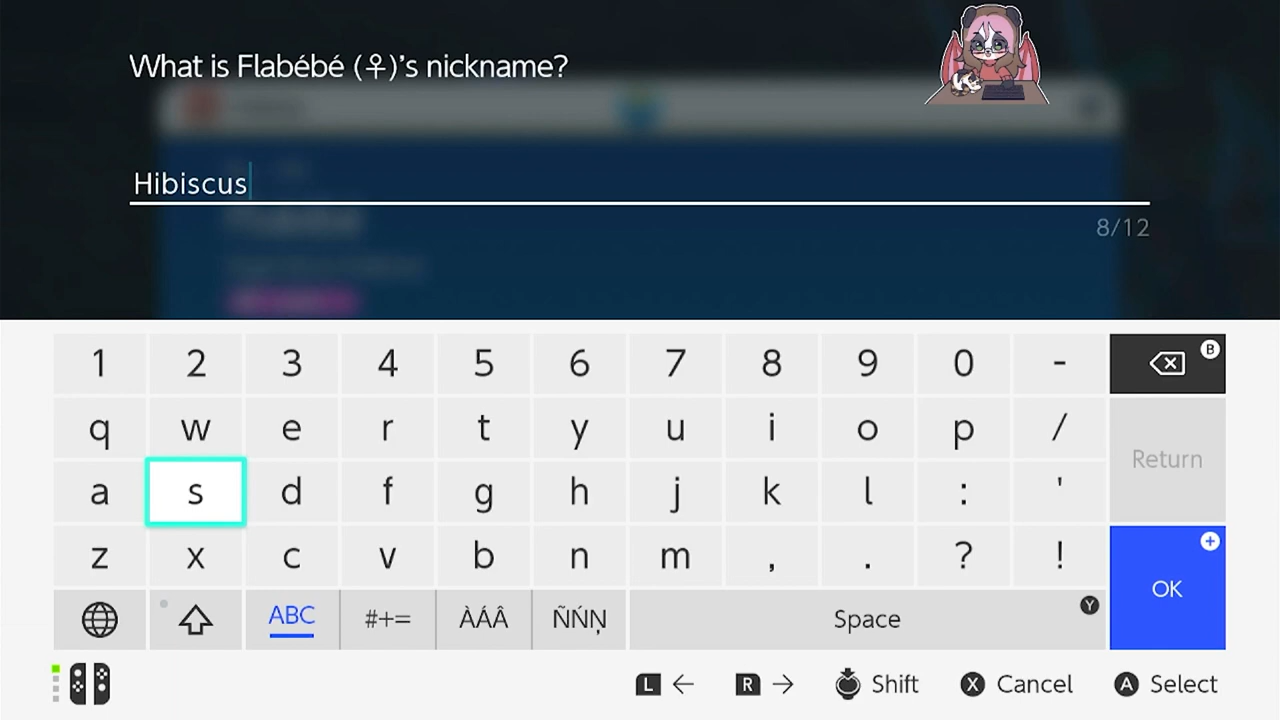 What is Flabébé (♀)'s nickname?
Hibiscus
8/12
1 2 3 4 5 6 7 8 9 0 - B
q w e r t y u i o p /
Return
a s d f g h j k l : '
z x c v b n m , . ? ! +
OK
ABC #+= ÀÁÂ ÑŃŅ Space Y
L ← R → Shift X Cancel A Select